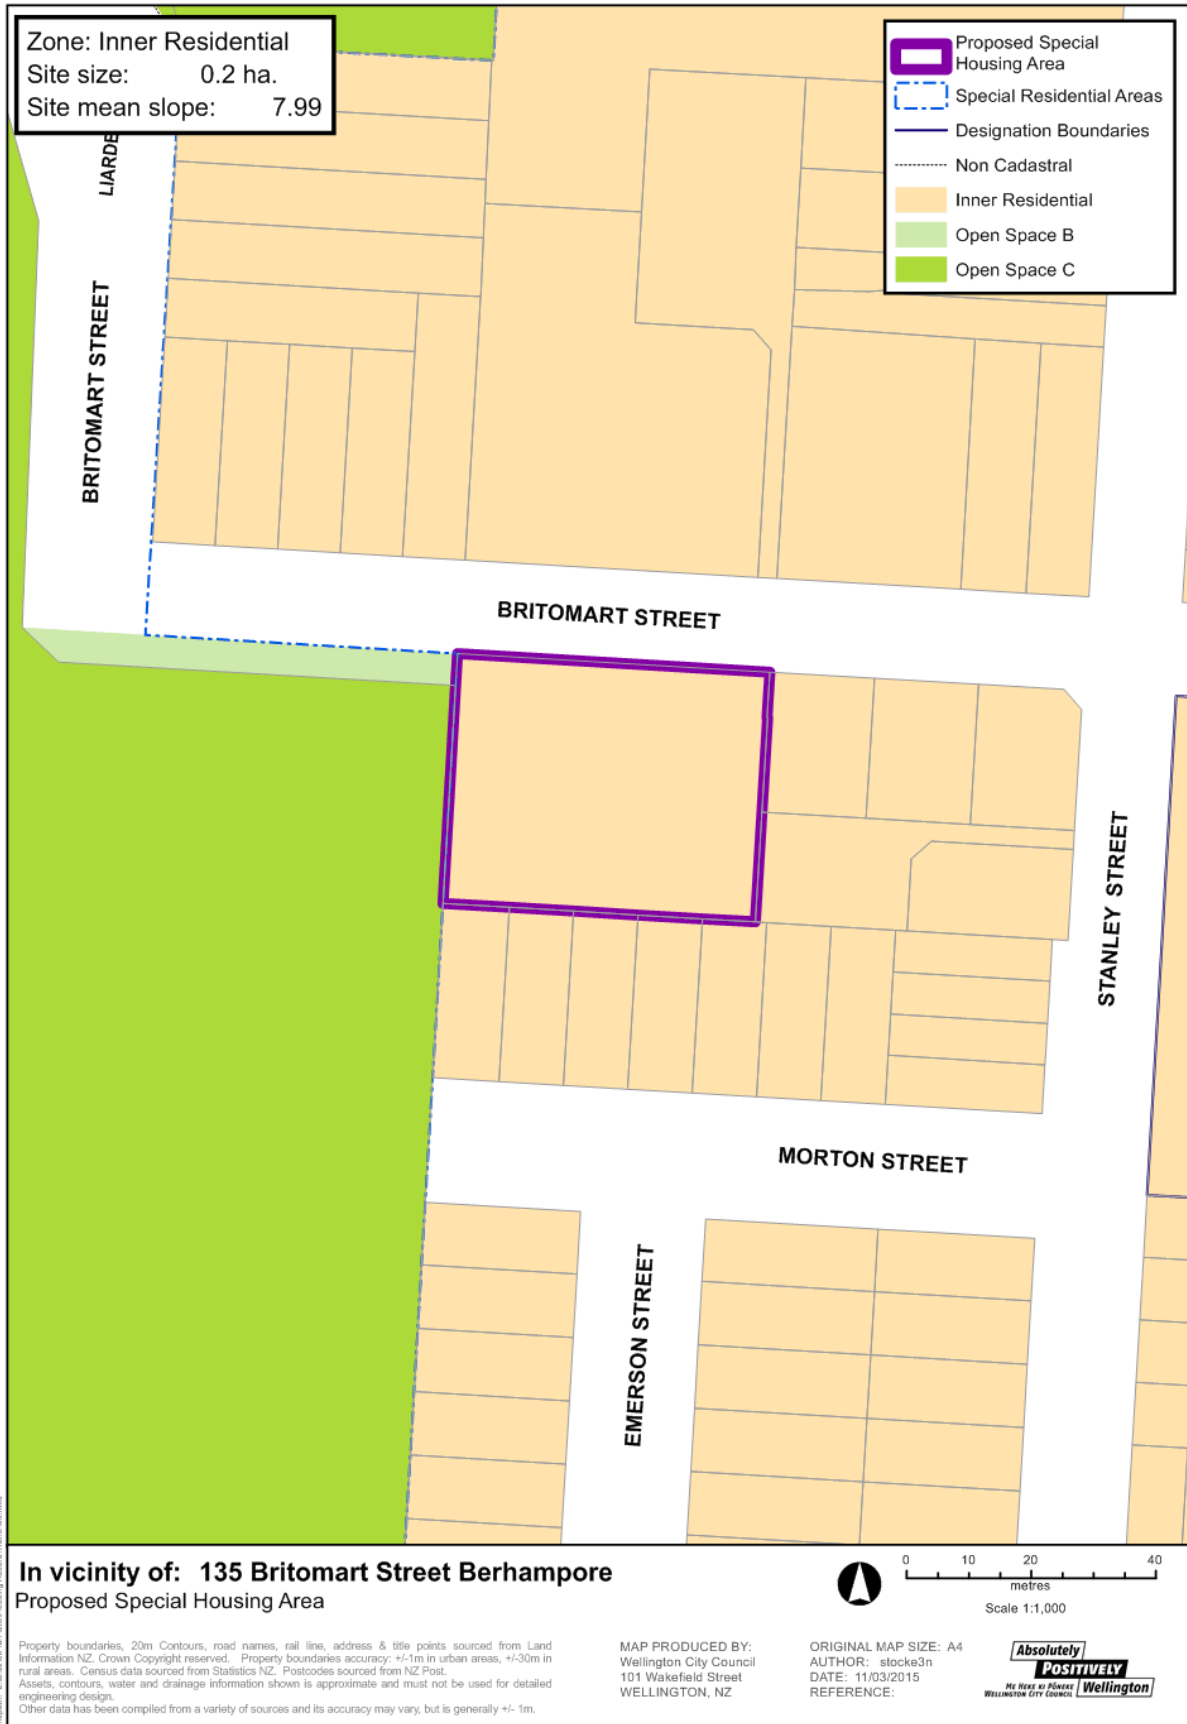 Zone: Inner Residential
Site size: 0.2 ha.
Site mean slope: 7.99
Proposed Special
Housing Area
Special Residential Areas
Designation Boundaries
Non Cadastral
Inner Residential
Open Space B
Open Space C
LIARDE
BRITOMART STREET
BRITOMART STREET
STANLEY STREET
MORTON STREET
EMERSON STREET
In vicinity of: 135 Britomart Street Berhampore
Proposed Special Housing Area
0 10 20 40
metres
Scale 1:1,000
Property boundaries, 20m Contours, road names, rail line, address & title points sourced from Land
Information NZ. Crown Copyright reserved. Property boundaries accuracy: +/-1m in urban areas, +/-30m in
rural areas. Census data sourced from Statistics NZ. Postcodes sourced from NZ Post.
Assets, contours, water and drainage information shown is approximate and must not be used for detailed
engineering design.
Other data has been compiled from a variety of sources and its accuracy may vary, but is generally +/- 1m.
MAP PRODUCED BY:
Wellington City Council
101 Wakefield Street
WELLINGTON, NZ
ORIGINAL MAP SIZE: A4
AUTHOR: stocke3n
DATE: 11/03/2015
REFERENCE:
Absolutely
POSITIVELY
ME HEKE KI PŌNEKE
WELLINGTON CITY COUNCIL
Wellington